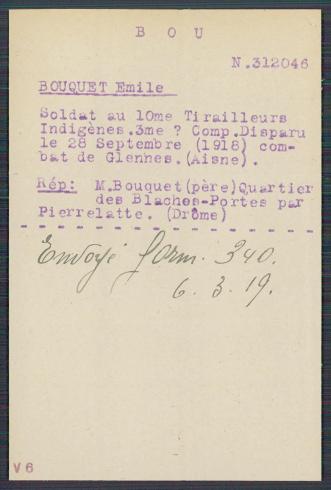 B O U
N.312046
BOUQUET Emile
Soldat au 10me Tirailleurs
Indigènes.3me ? Comp.Disparu
le 28 Septembre (1918) com-
bat de Glennes.(Aisne).
Rép: M.Bouquet(père)Quartier
des Blaches-Portes par
Pierrelatte. (Drôme)
Envoyé form. 340.
6. 3. 19.
V 6